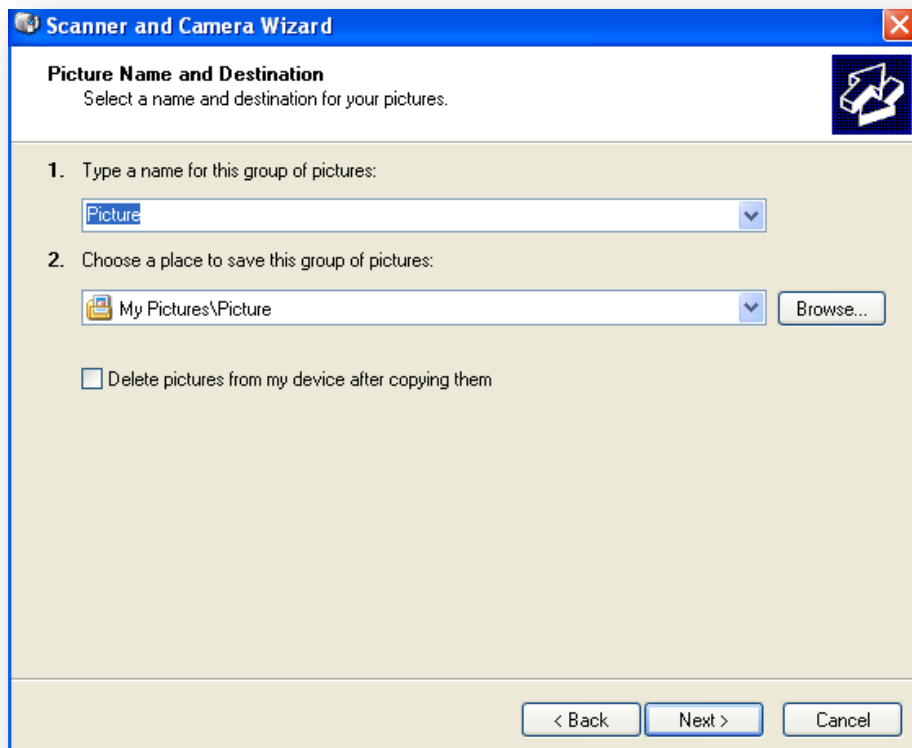 Scanner and Camera Wizard
Picture Name and Destination
Select a name and destination for your pictures.
1. Type a name for this group of pictures:
Picture
2. Choose a place to save this group of pictures:
My Pictures\Picture
Browse...
Delete pictures from my device after copying them
< Back
Next >
Cancel